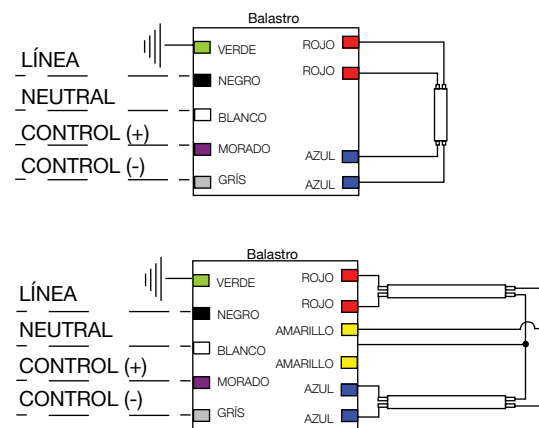 Balastro
VERDE
ROJO
LÍNEA
ROJO
NEGRO
NEUTRAL
BLANCO
CONTROL (+)
MORADO
AZUL
CONTROL (-)
GRÍS
AZUL
Balastro
VERDE
ROJO
LÍNEA
ROJO
NEGRO
NEUTRAL
AMARILLO
BLANCO
CONTROL (+)
AMARILLO
MORADO
AZUL
CONTROL (-)
GRÍS
AZUL